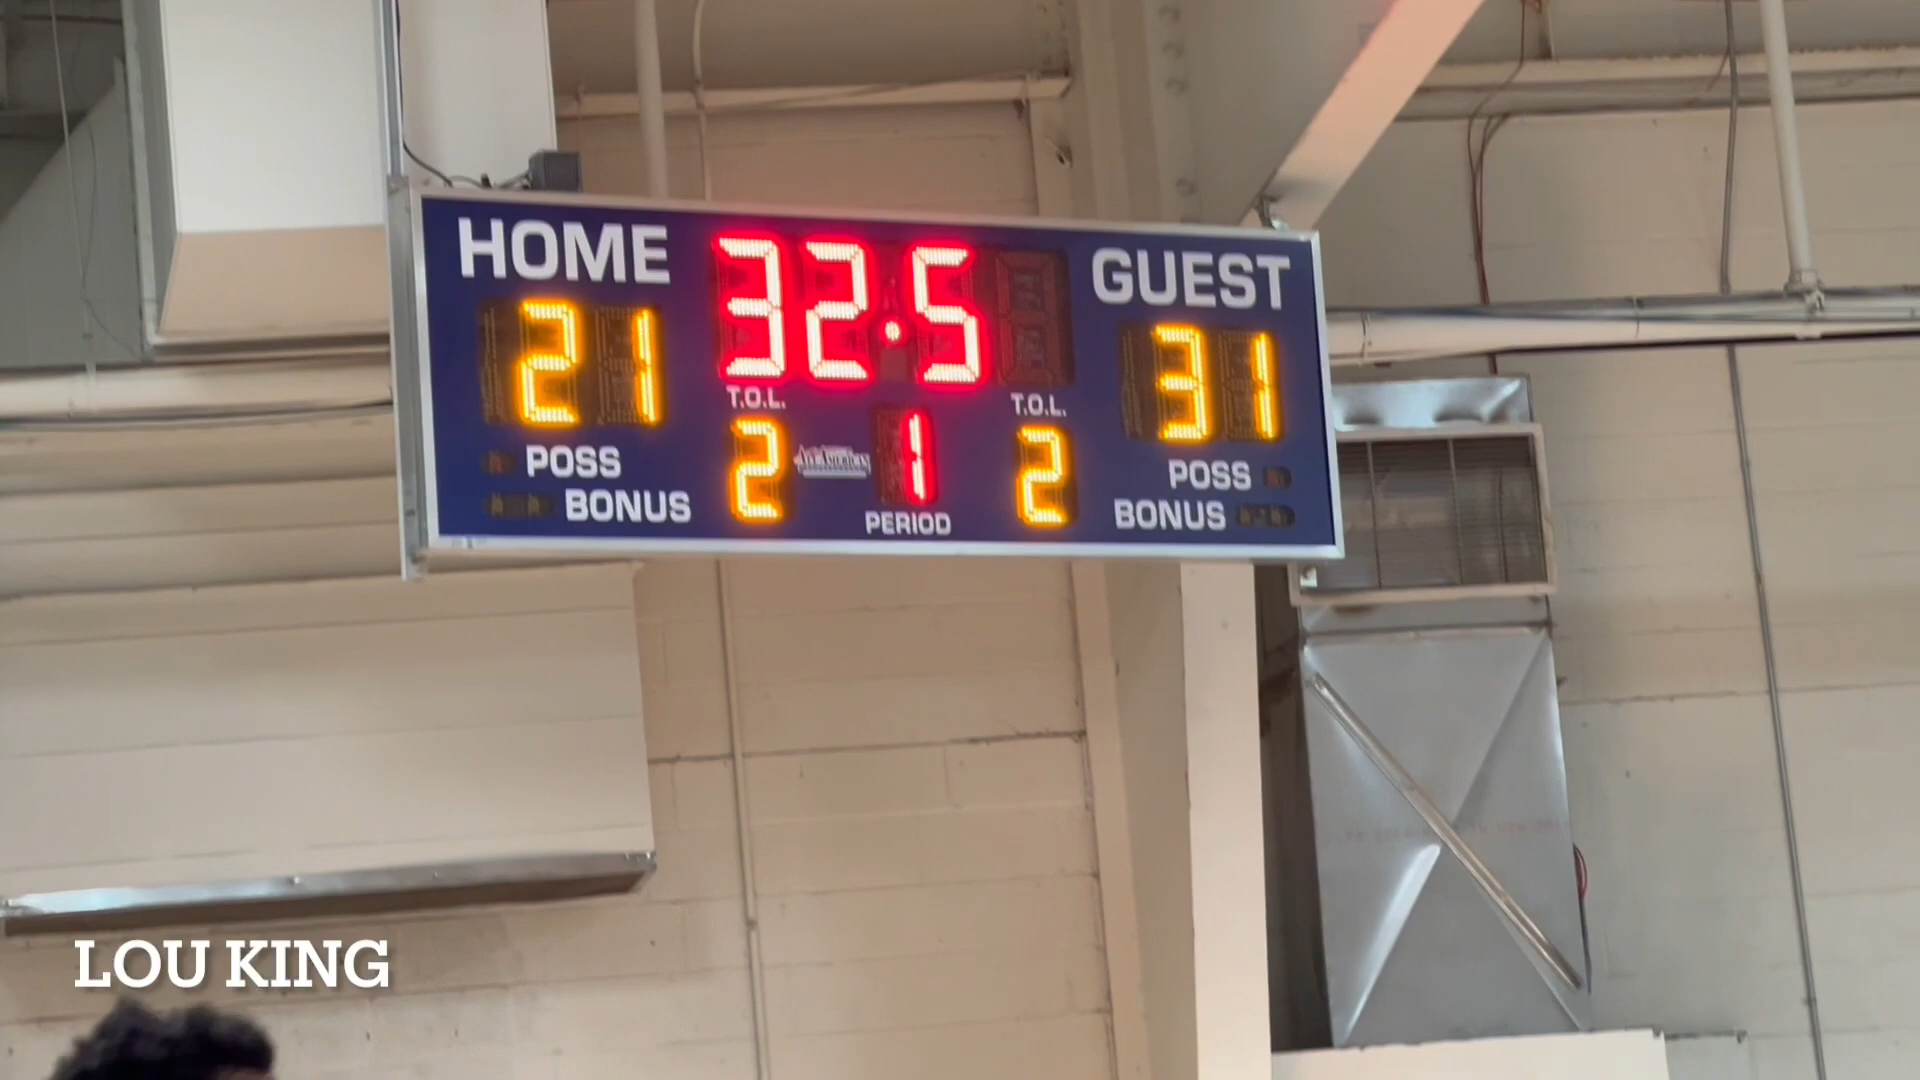 HOME 32.5 GUEST
21 31
T.O.L. T.O.L.
2 1 2
POSS POSS
BONUS PERIOD BONUS
LOU KING